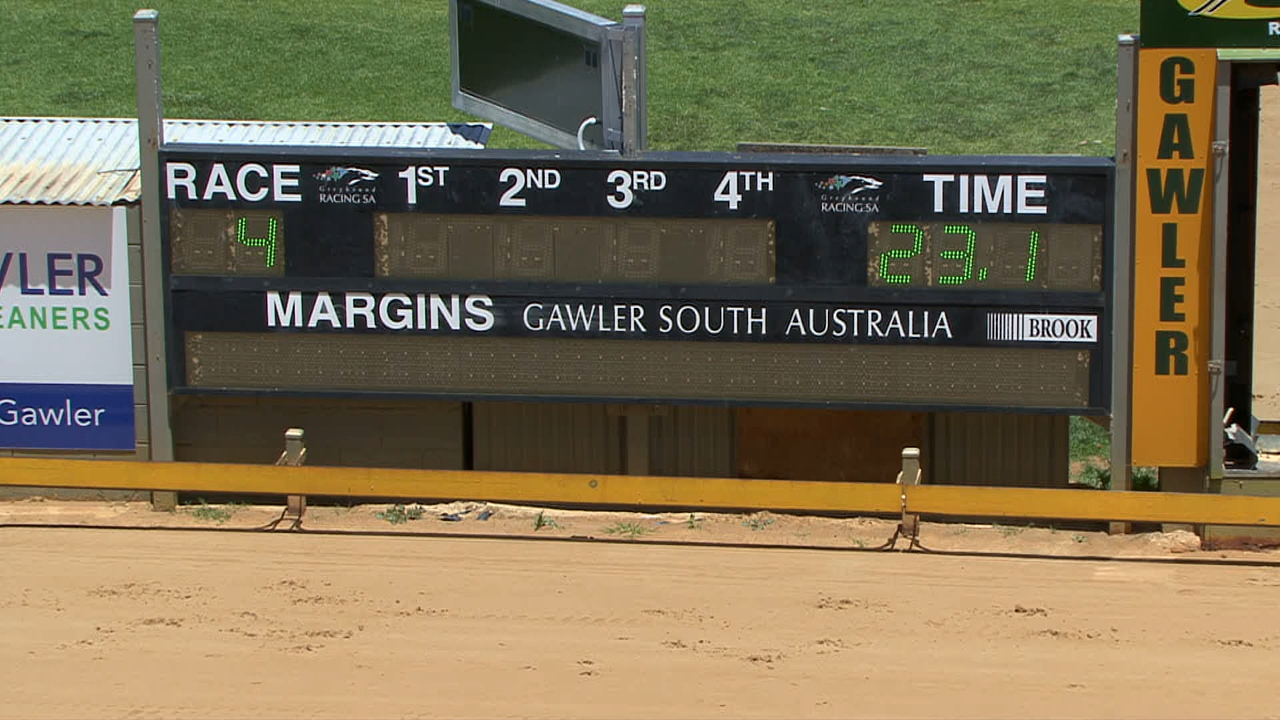 RACE
Greyhound
RACING SA
1ST 2ND 3RD 4TH
Greyhound
RACING SA
TIME
4
23.1
MARGINS GAWLER SOUTH AUSTRALIA BROOK
GAWLER
EANERS
Gawler